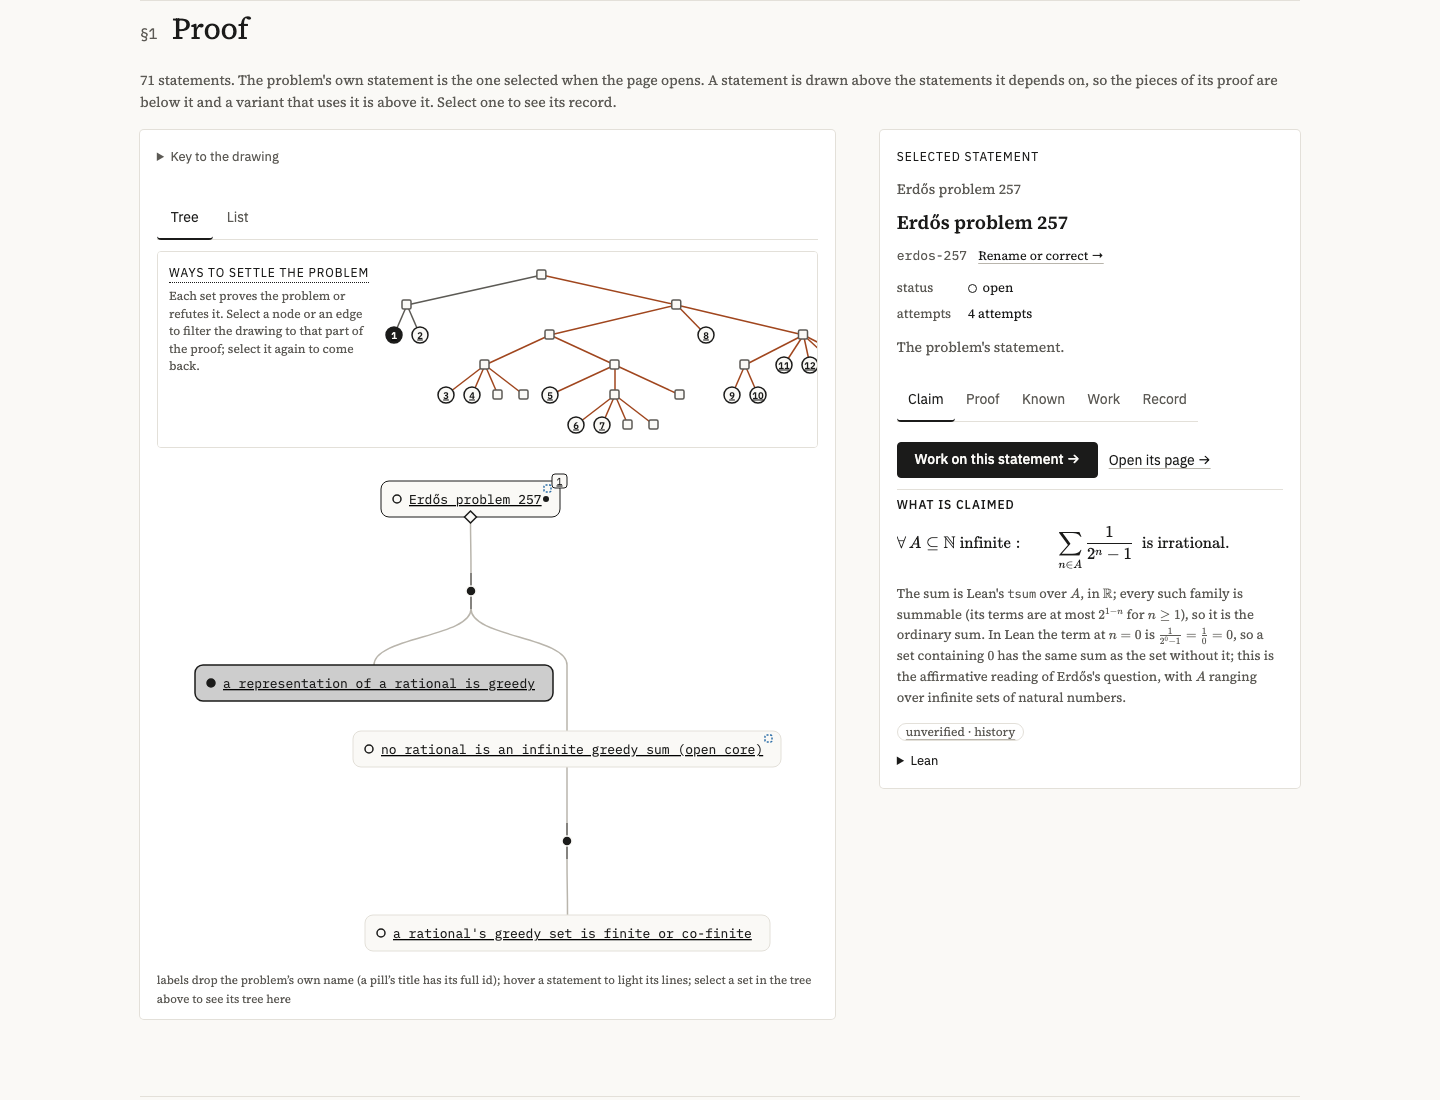 §1 Proof
71 statements. The problem's own statement is the one selected when the page opens. A statement is drawn above the statements it depends on, so the pieces of its proof are
below it and a variant that uses it is above it. Select one to see its record.
Key to the drawing
Tree List
WAYS TO SETTLE THE PROBLEM
Each set proves the problem or
refutes it. Select a node or an edge
to filter the drawing to that part of
the proof; select it again to come
back.
1 2 8
11 12
3 4 5 9 10
6 7
1
Erdős problem 257
a representation of a rational is greedy
no rational is an infinite greedy sum (open core)
a rational's greedy set is finite or co-finite
labels drop the problem's own name (a pill's title has its full id); hover a statement to light its lines; select a set in the tree
above to see its tree here
SELECTED STATEMENT
Erdős problem 257
Erdős problem 257
erdos-257 Rename or correct →
status open
attempts 4 attempts
The problem's statement.
Claim Proof Known Work Record
Work on this statement → Open its page →
WHAT IS CLAIMED
∀ A ⊆ ℕ infinite : ∑_{n∈A} 1/(2ⁿ − 1) is irrational.
The sum is Lean's tsum over A, in ℝ; every such family is
summable (its terms are at most 2^{1−n} for n ≥ 1), so it is the
ordinary sum. In Lean the term at n = 0 is 1/(2⁰−1) = 1/0 = 0, so a
set containing 0 has the same sum as the set without it; this is
the affirmative reading of Erdős's question, with A ranging
over infinite sets of natural numbers.
unverified · history
Lean